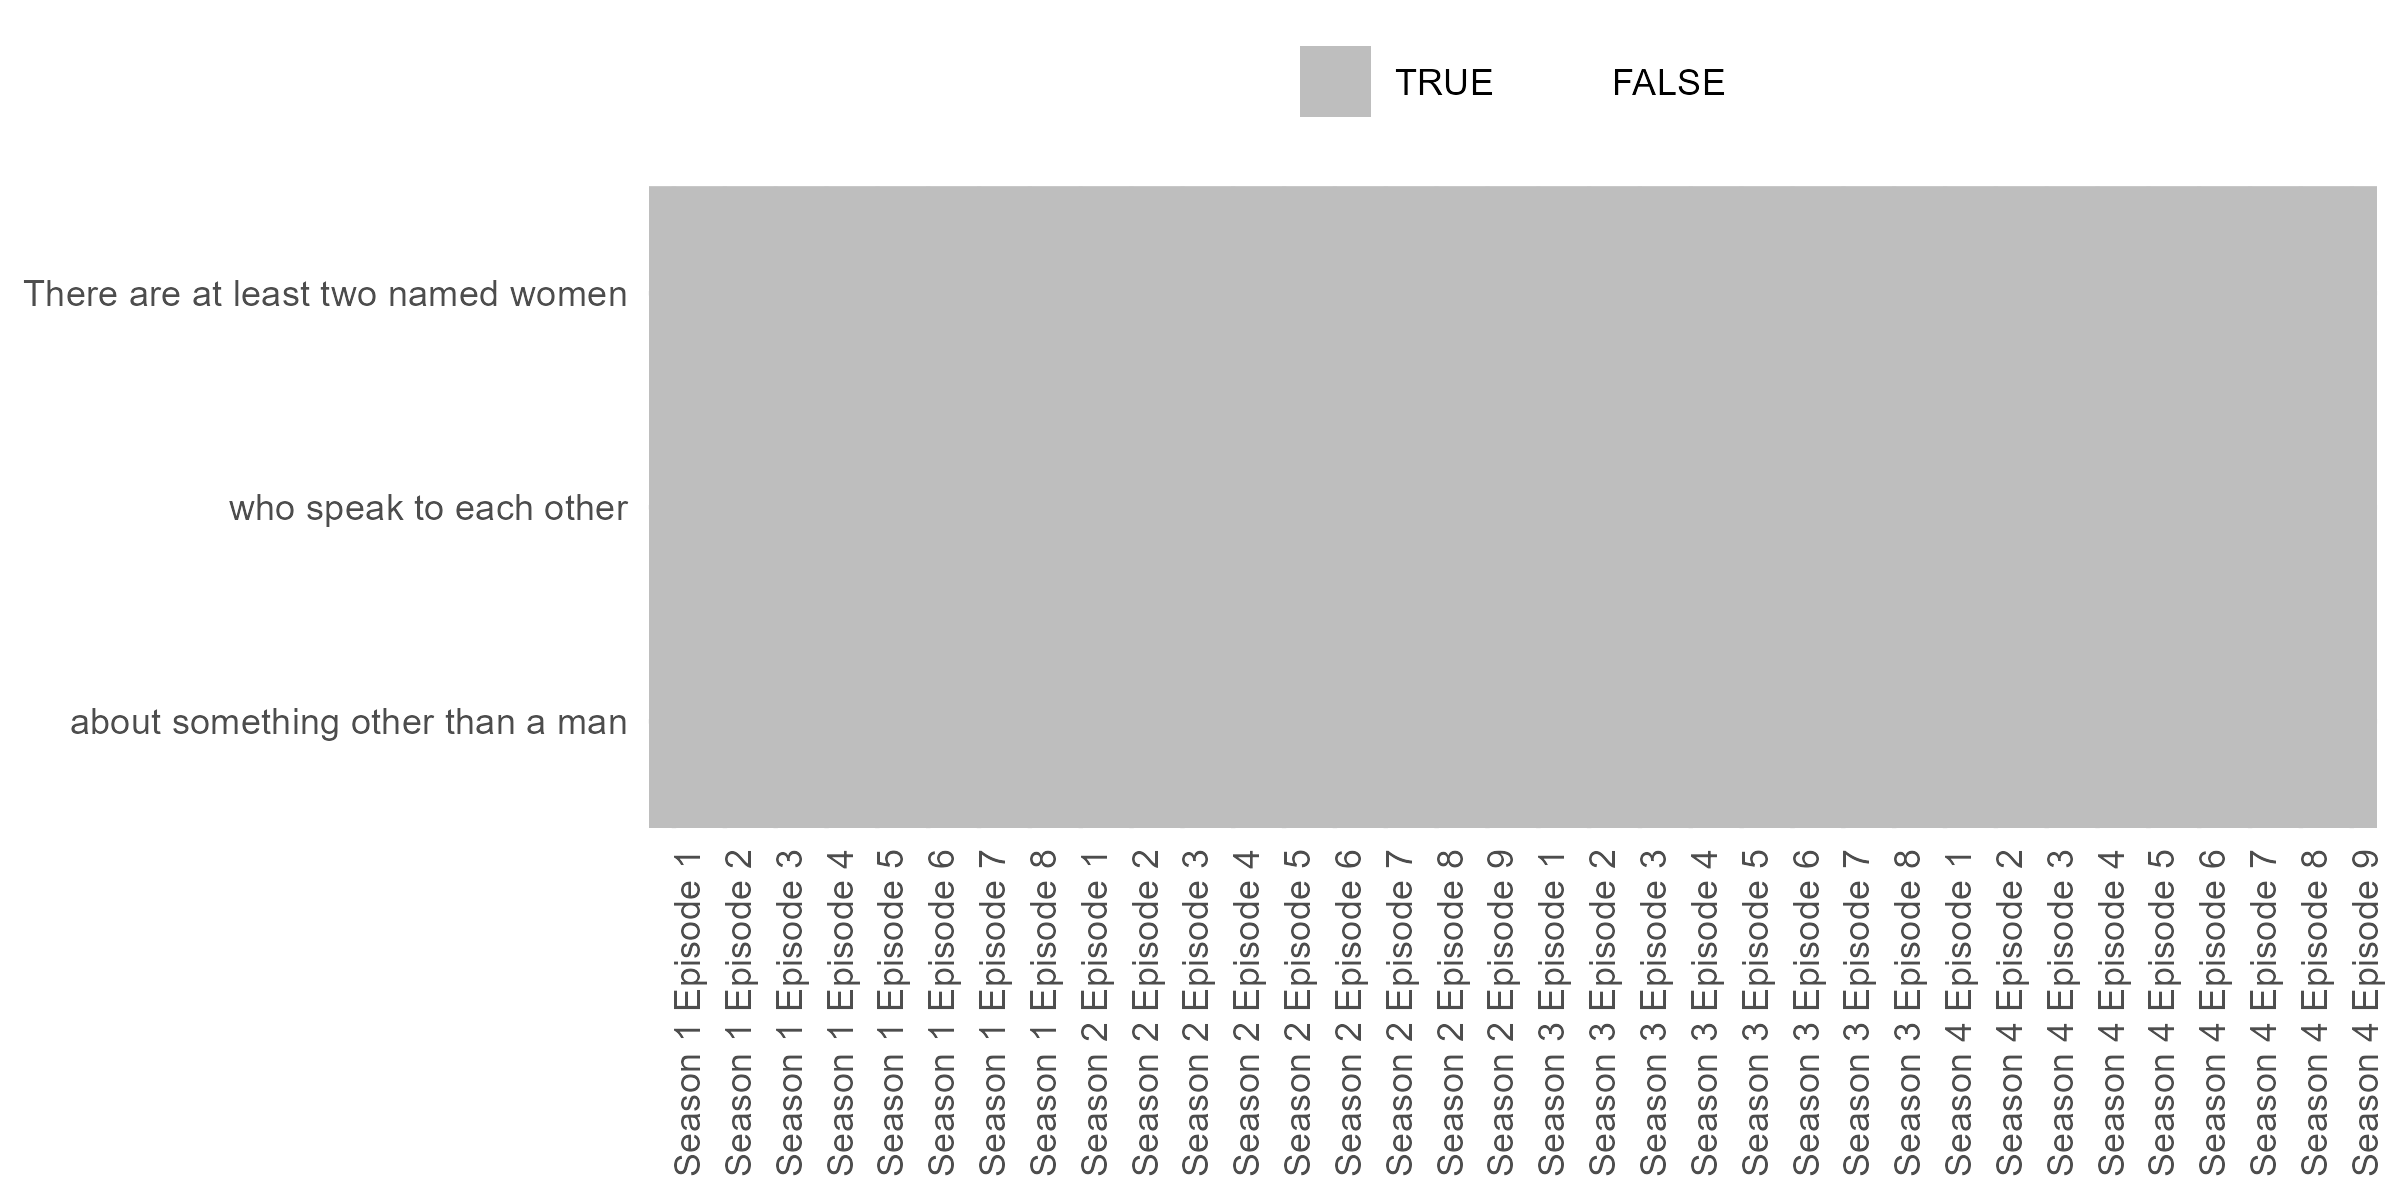 TRUE FALSE
There are at least two named women
who speak to each other
about something other than a man
Season 1 Episode 1
Season 1 Episode 2
Season 1 Episode 3
Season 1 Episode 4
Season 1 Episode 5
Season 1 Episode 6
Season 1 Episode 7
Season 1 Episode 8
Season 2 Episode 1
Season 2 Episode 2
Season 2 Episode 3
Season 2 Episode 4
Season 2 Episode 5
Season 2 Episode 6
Season 2 Episode 7
Season 2 Episode 8
Season 2 Episode 9
Season 3 Episode 1
Season 3 Episode 2
Season 3 Episode 3
Season 3 Episode 4
Season 3 Episode 5
Season 3 Episode 6
Season 3 Episode 7
Season 3 Episode 8
Season 4 Episode 1
Season 4 Episode 2
Season 4 Episode 3
Season 4 Episode 4
Season 4 Episode 5
Season 4 Episode 6
Season 4 Episode 7
Season 4 Episode 8
Season 4 Episode 9